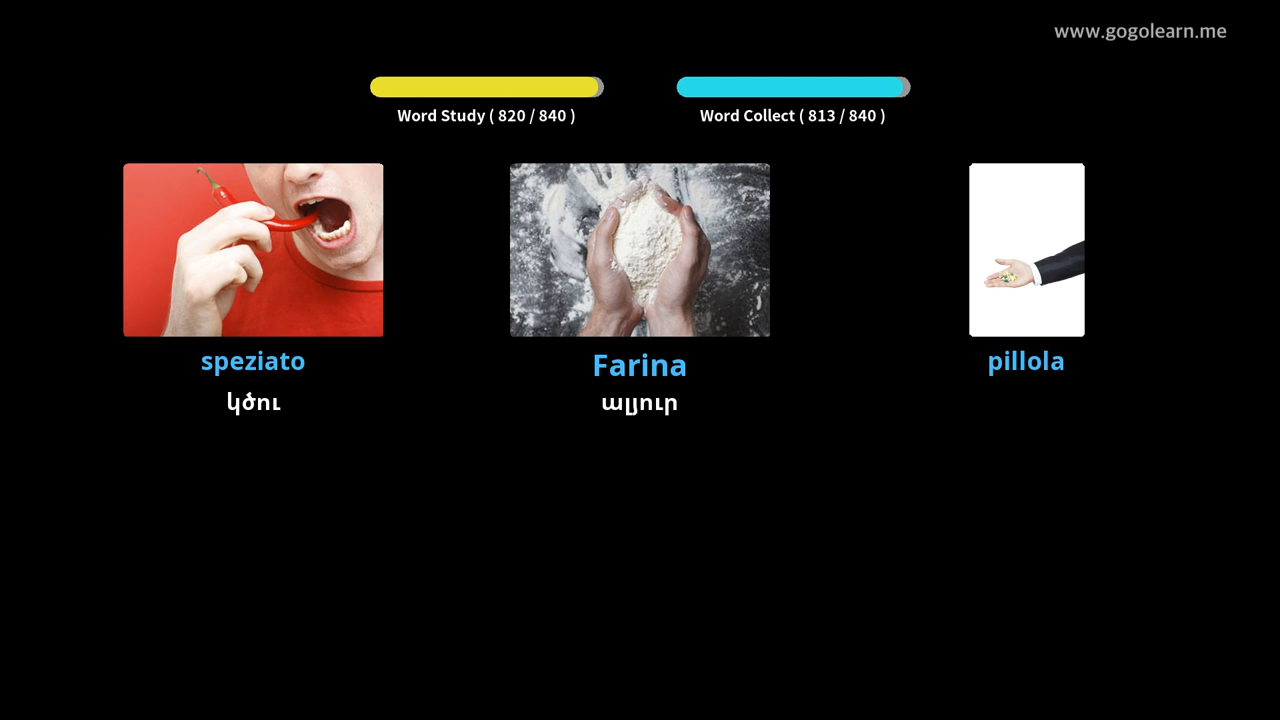 www.gogolearn.me
Word Study ( 820 / 840 )
Word Collect ( 813 / 840 )
speziato
Farina
pillola
կծու
ալյուր